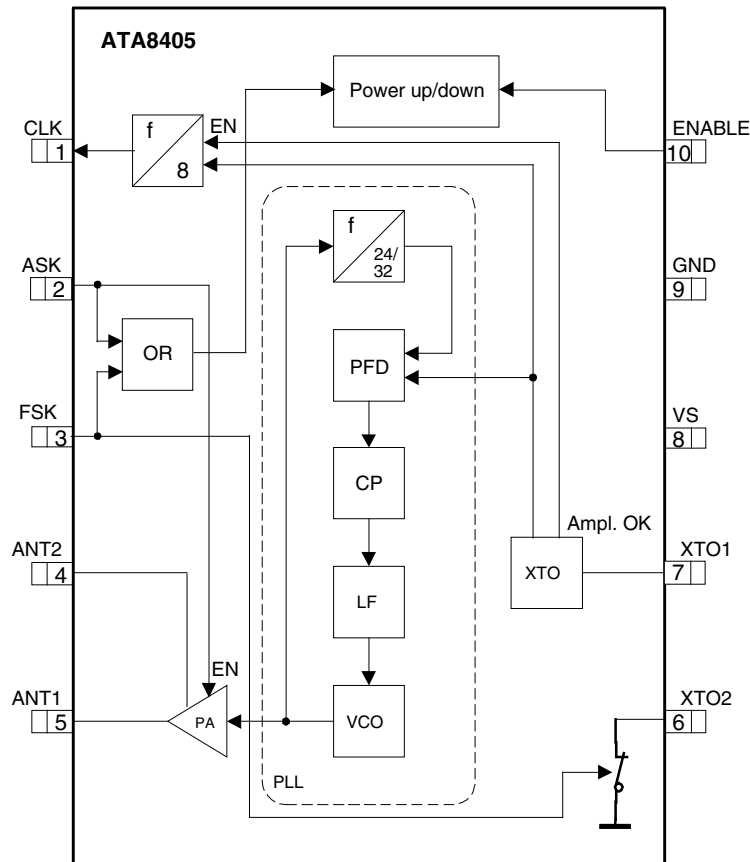 ATA8405
Power up/down
CLK
1
f
8
EN
ENABLE
10
f
24/
32
ASK
2
GND
9
OR
PFD
FSK
3
VS
8
CP
Ampl. OK
ANT2
4
XTO
XTO1
7
LF
EN
ANT1
5
PA
VCO
XTO2
6
PLL